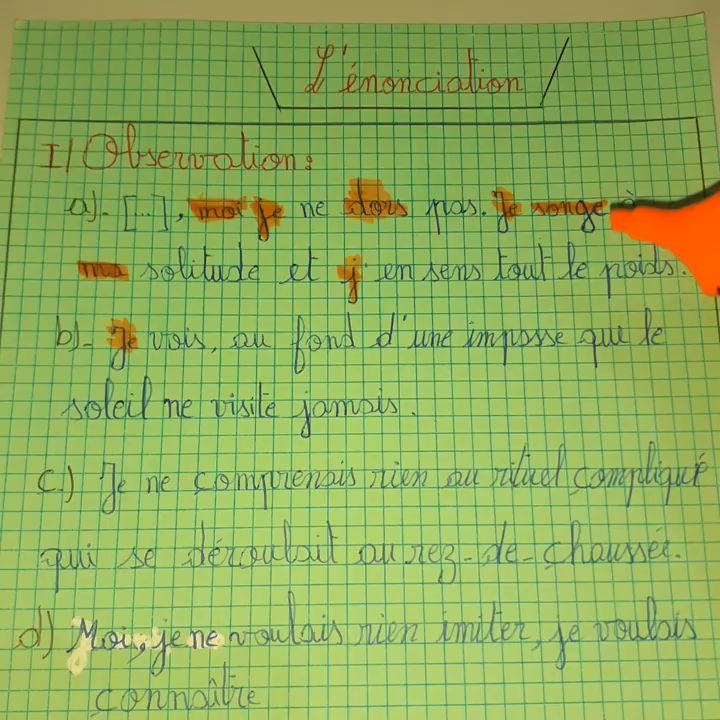 L'énonciation
I/ Observation:
a)- [...], moi je ne dors pas. Je songe à
ma solitude et j'en sens tout le poids.
b)- Je vois, au fond d'une impasse que le
soleil ne visite jamais.
c.) Je ne comprenais rien au rituel compliqué
qui se déroulait au rez-de-chaussée.
d) Moi, je ne voulais rien imiter, je voulais
connaître